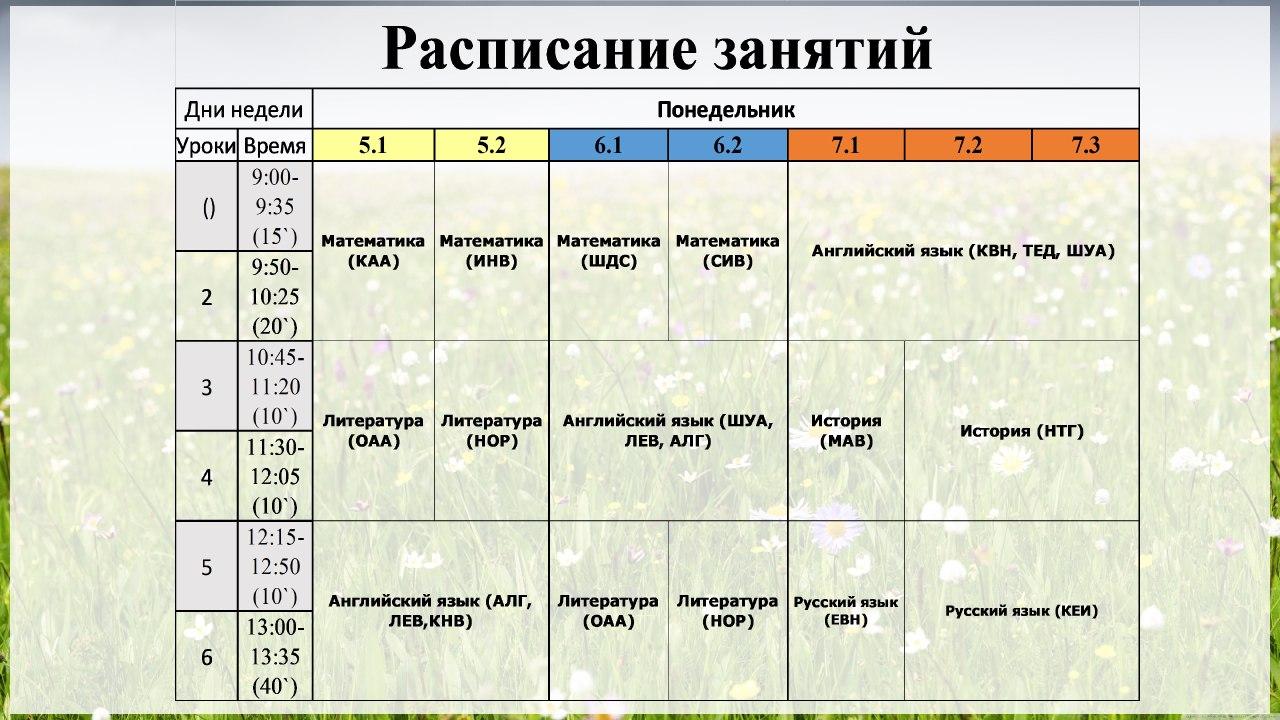 Расписание занятий
Дни недели Понедельник
Уроки Время 5.1 5.2 6.1 6.2 7.1 7.2 7.3
()
9:00-
9:35
(15`)
2
9:50-
10:25
(20`)
Математика
(КАА)
Математика
(ИНВ)
Математика
(ШДС)
Математика
(СИВ)
Английский язык (КВН, ТЕД, ШУА)
3
10:45-
11:20
(10`)
4
11:30-
12:05
(10`)
Литература
(ОАА)
Литература
(НОР)
Английский язык (ШУА,
ЛЕВ, АЛГ)
История
(МАВ)
История (НТГ)
5
12:15-
12:50
(10`)
6
13:00-
13:35
(40`)
Английский язык (АЛГ,
ЛЕВ,КНВ)
Литература
(ОАА)
Литература
(НОР)
Русский язык
(ЕВН)
Русский язык (КЕИ)